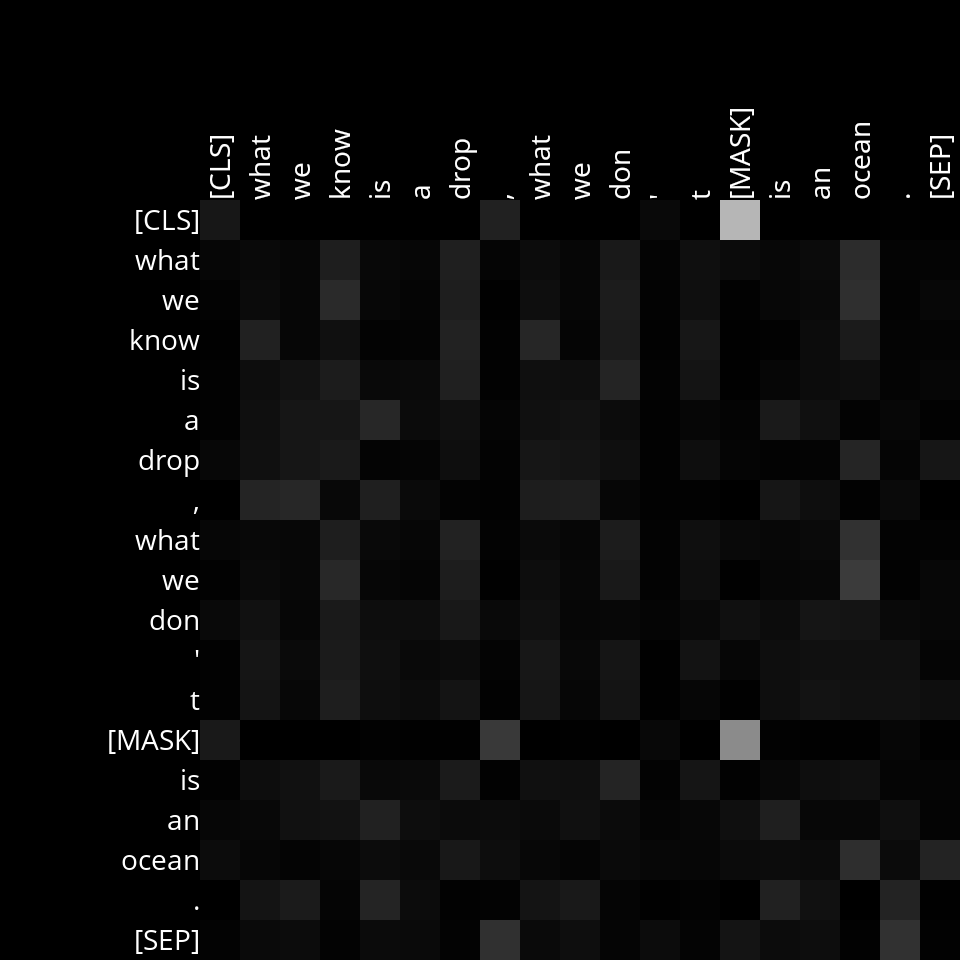 [CLS] what we know is a drop , what we don ' t [MASK] is an ocean . [SEP]
[CLS]
what
we
know
is
a
drop
,
what
we
don
'
t
[MASK]
is
an
ocean
.
[SEP]